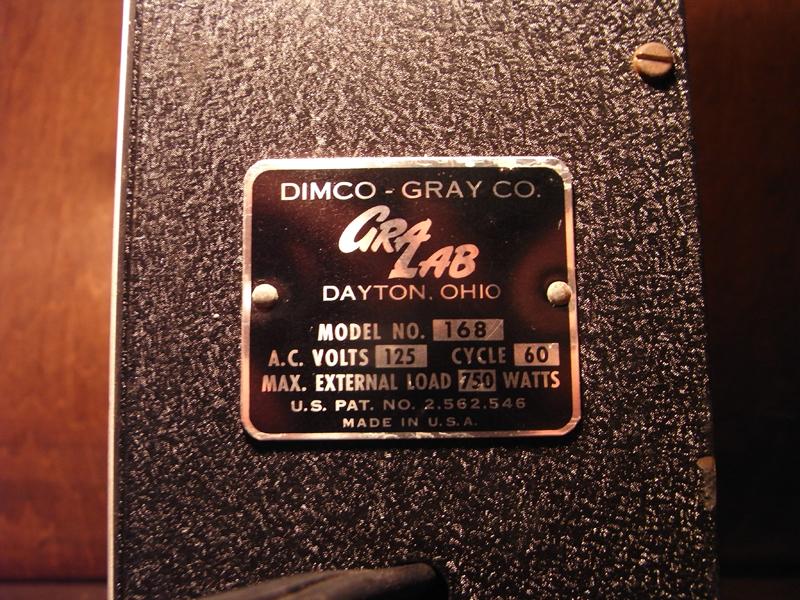 DIMCO - GRAY CO.
GRA
LAB
DAYTON, OHIO
MODEL NO. 168
A.C. VOLTS 125 CYCLE 60
MAX. EXTERNAL LOAD 750 WATTS
U.S. PAT. NO. 2,562,546
MADE IN U.S.A.